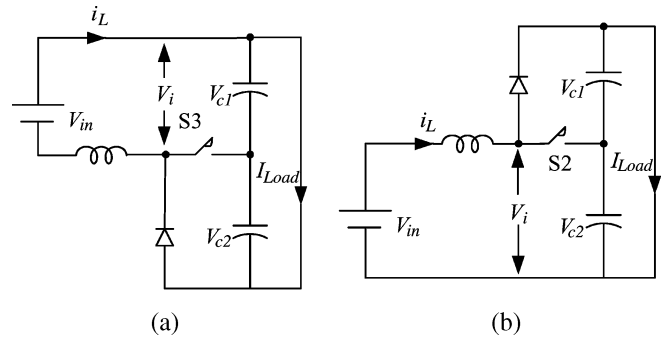 i_L
V_i
V_c1
S3
V_in
I_Load
V_c2
(a)
V_c1
i_L
S2
I_Load
V_i
V_in
V_c2
(b)